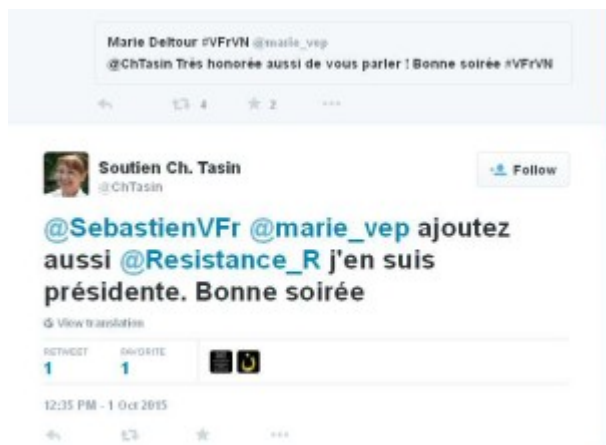 Marie Deltour #VFrVN @marie_vep
@ChTasin Très honorée aussi de vous parler ! Bonne soirée #VFrVN
4 2
Soutien Ch. Tasin
@ChTasin
Follow
@SebastienVFr @marie_vep ajoutez
aussi @Resistance_R j'en suis
présidente. Bonne soirée
View translation
RETWEET FAVORITE
1 1
ن
12:35 PM - 1 Oct 2015